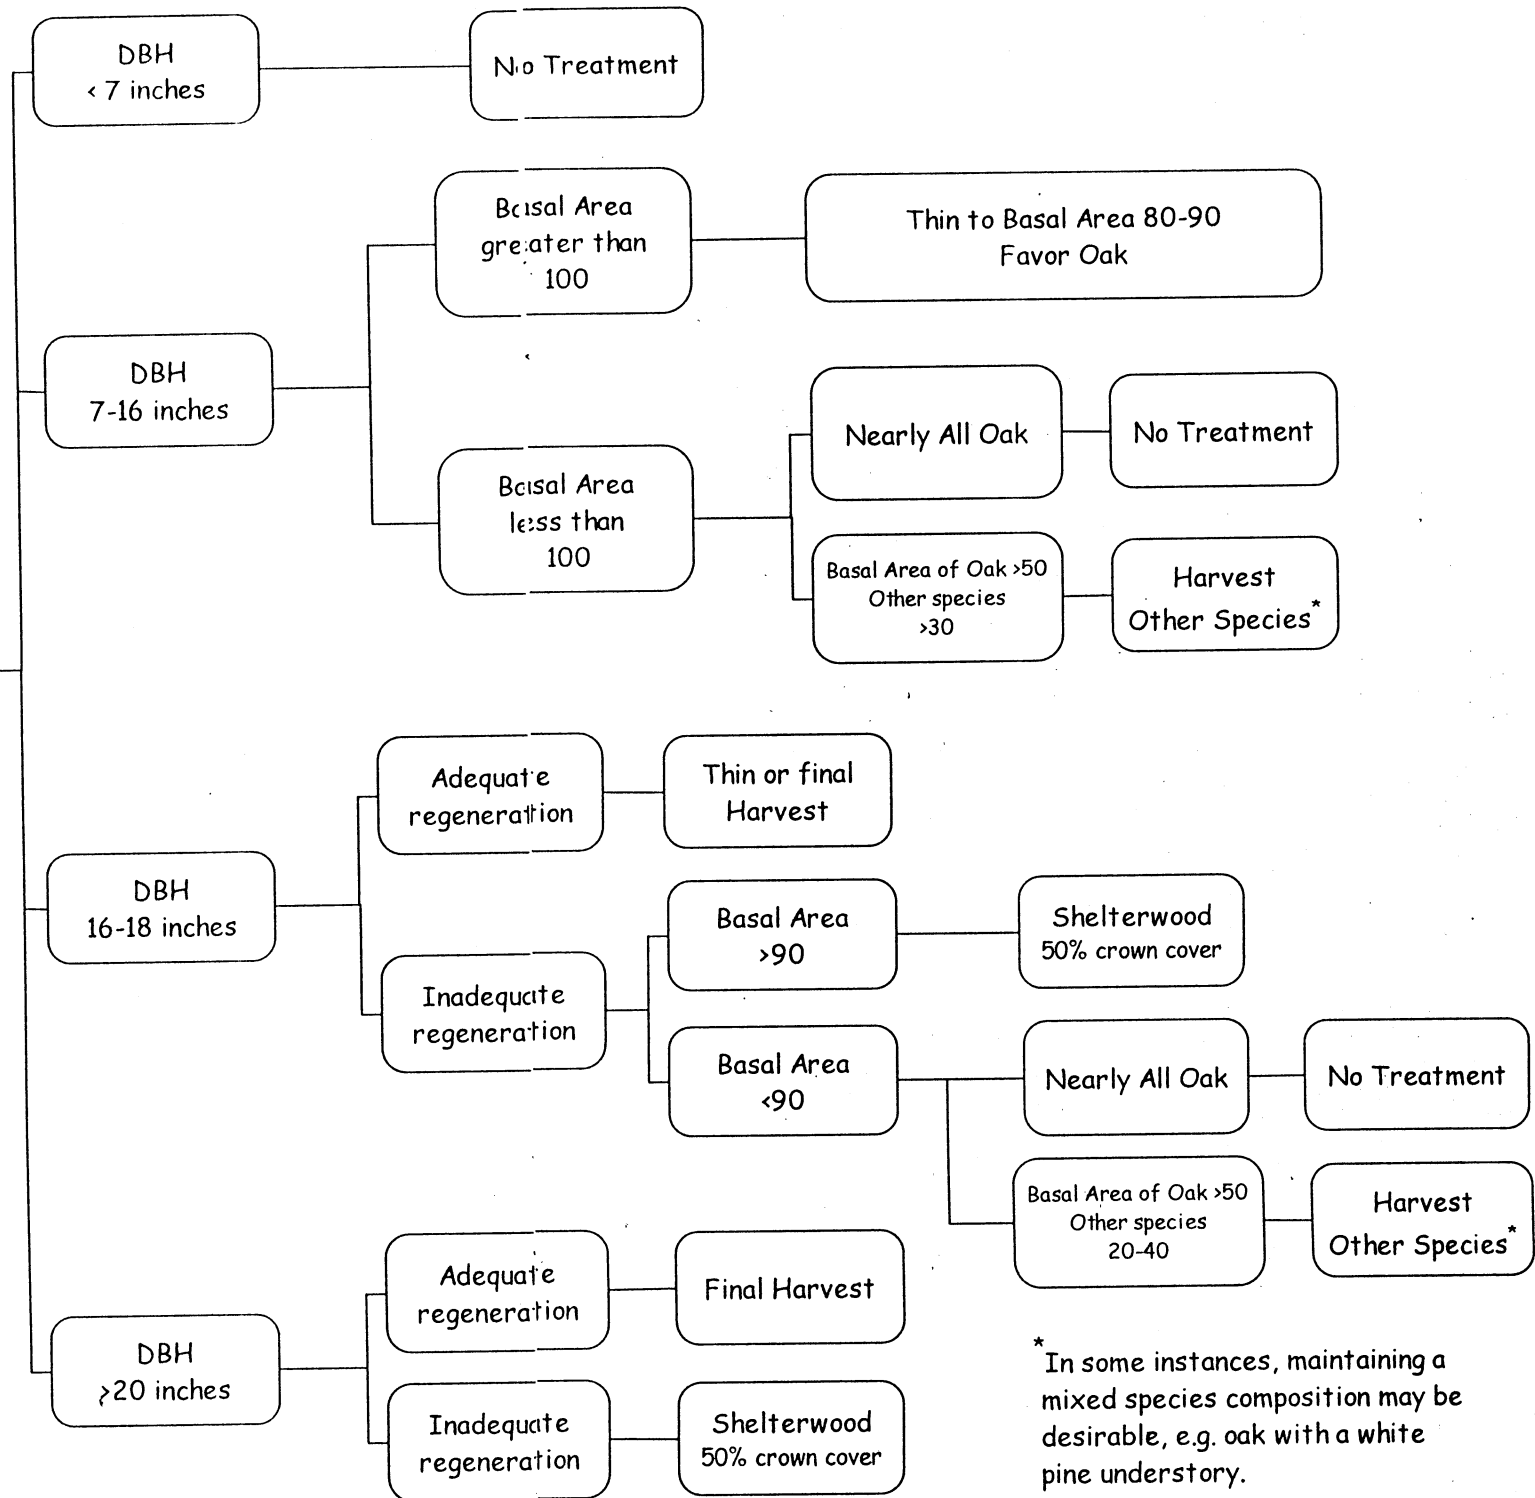 DBH
< 7 inches
No Treatment
Basal Area
greater than
100
Thin to Basal Area 80-90
Favor Oak
DBH
7-16 inches
Basal Area
less than
100
Nearly All Oak
No Treatment
Basal Area of Oak >50
Other species
>30
Harvest
Other Species*
DBH
16-18 inches
Adequate
regeneration
Thin or final
Harvest
Inadequate
regeneration
Basal Area
>90
Shelterwood
50% crown cover
Basal Area
<90
Nearly All Oak
No Treatment
Basal Area of Oak >50
Other species
20-40
Harvest
Other Species*
DBH
>20 inches
Adequate
regeneration
Final Harvest
Inadequate
regeneration
Shelterwood
50% crown cover
*In some instances, maintaining a
mixed species composition may be
desirable, e.g. oak with a white
pine understory.